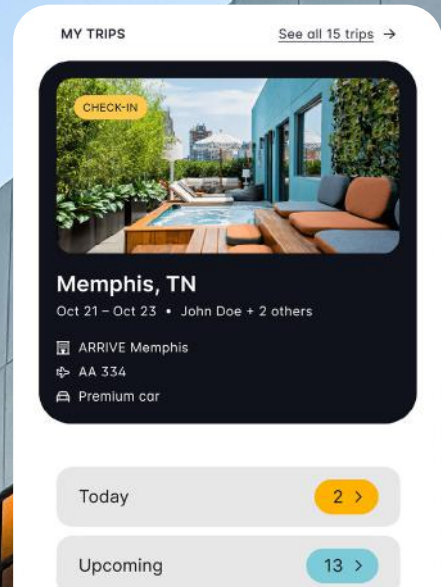 MY TRIPS
See all 15 trips →
CHECK-IN
Memphis, TN
Oct 21 – Oct 23 • John Doe + 2 others
ARRIVE Memphis
AA 334
Premium car
Today
2 >
Upcoming
13 >